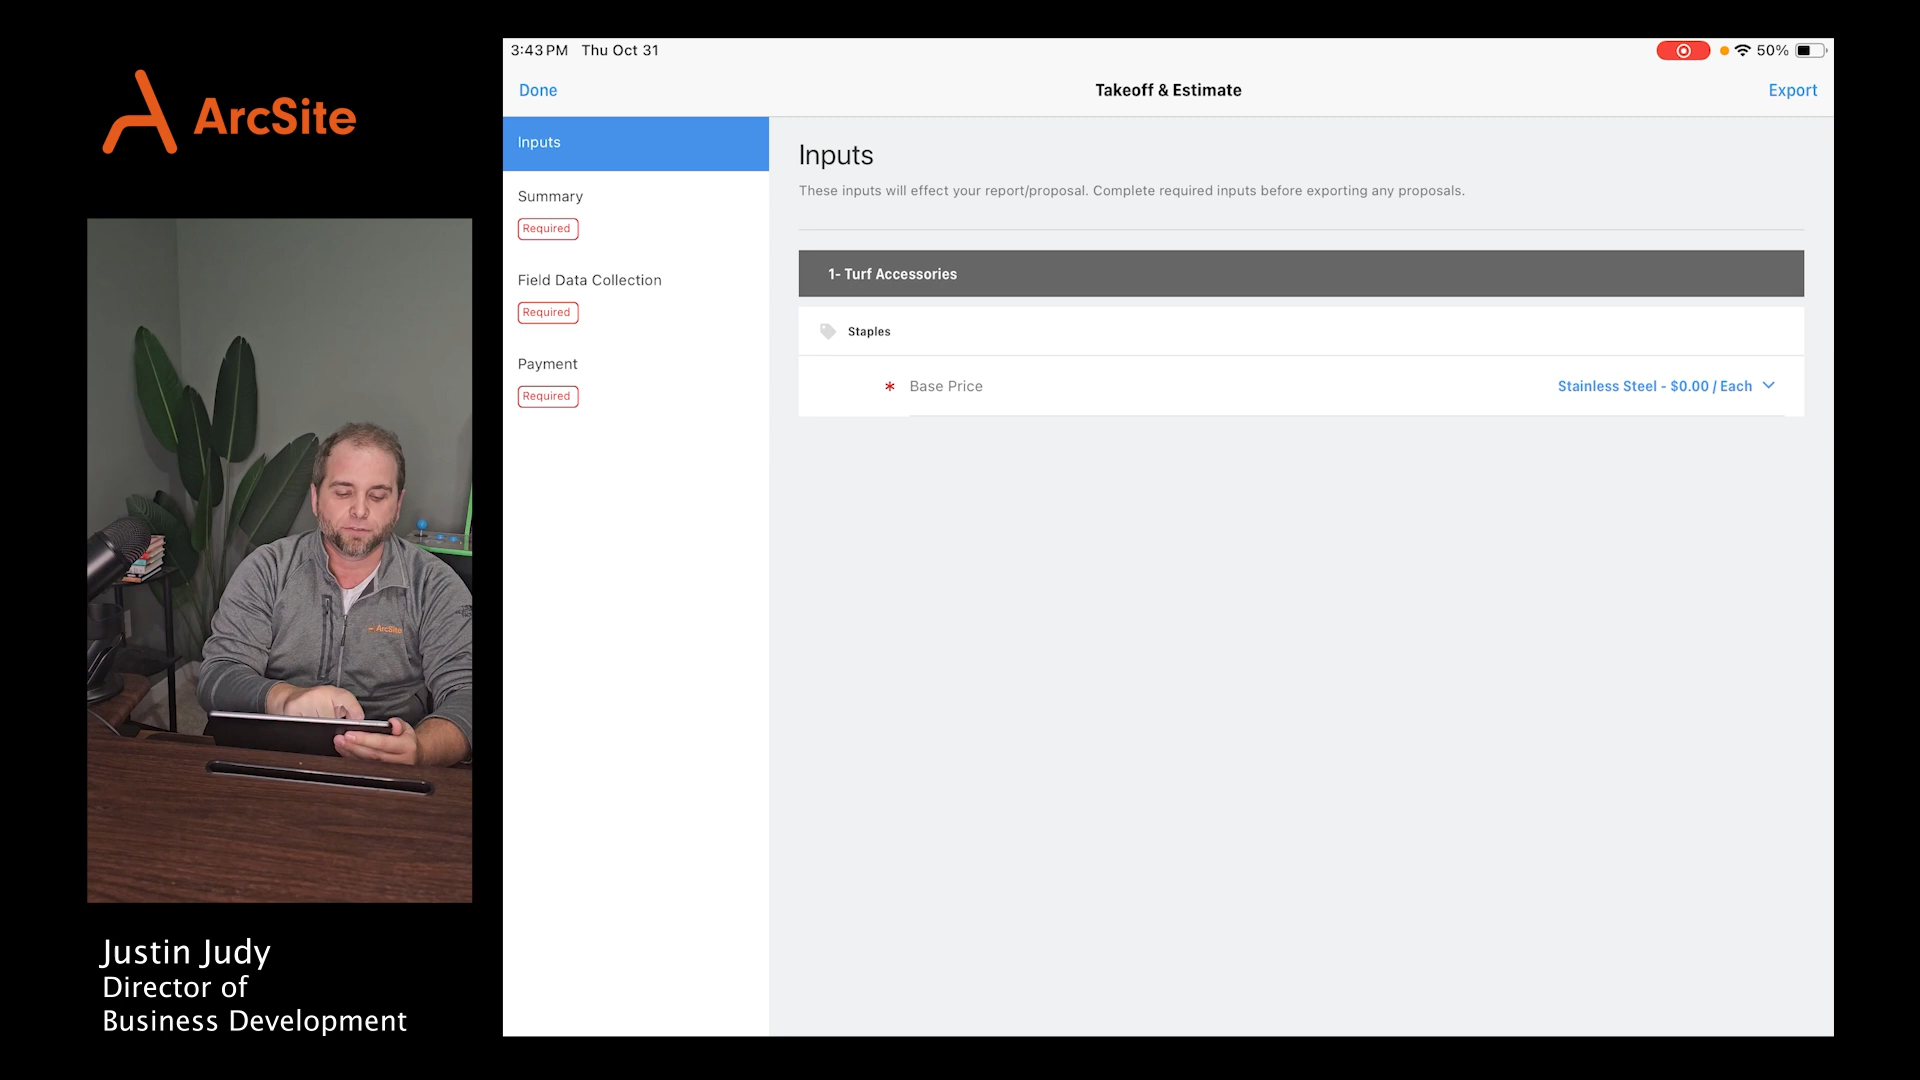 ArcSite
3:43 PM Thu Oct 31
50%
Done
Takeoff & Estimate
Export
Inputs
Summary
Required
Field Data Collection
Required
Payment
Required
Inputs
These inputs will effect your report/proposal. Complete required inputs before exporting any proposals.
1- Turf Accessories
Staples
* Base Price
Stainless Steel - $0.00 / Each
ArcSite
Justin Judy
Director of
Business Development